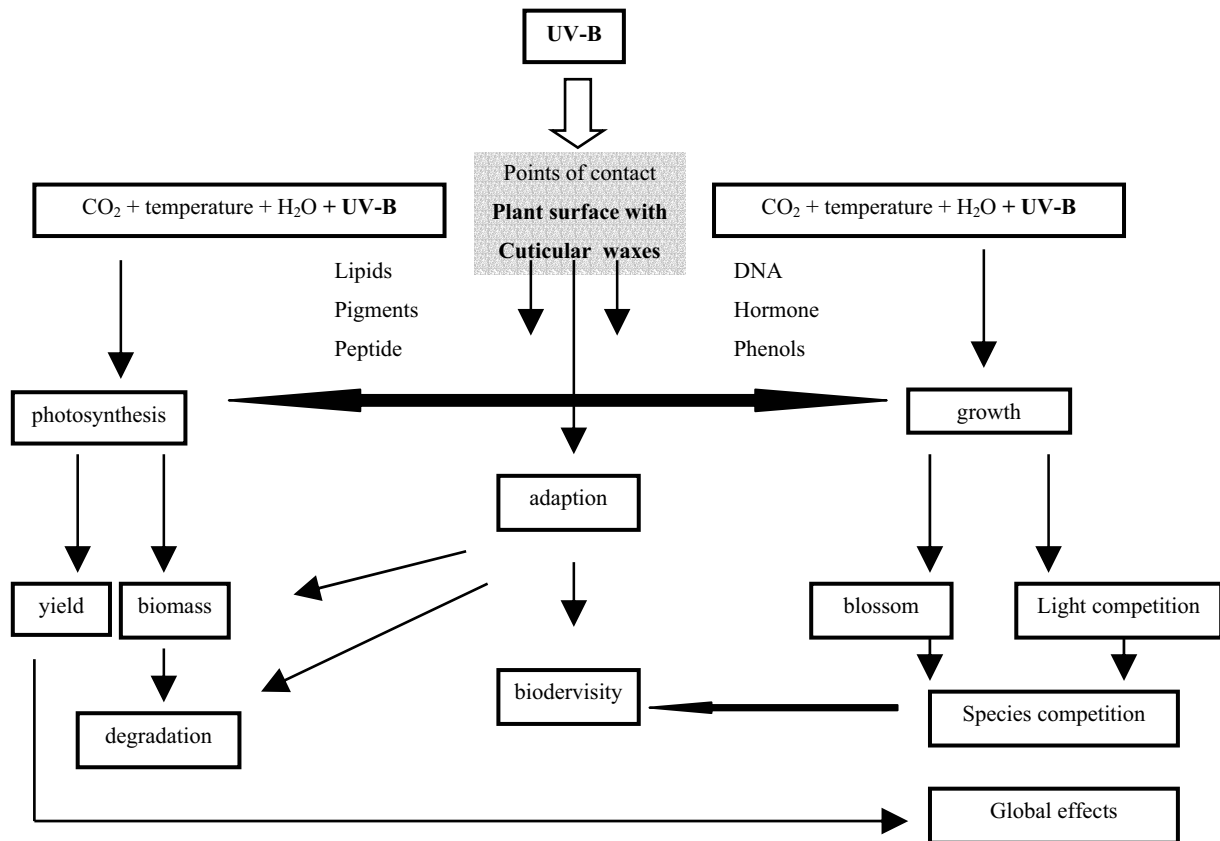 UV-B
Points of contact
Plant surface with
Cuticular waxes
CO₂ + temperature + H₂O + UV-B
CO₂ + temperature + H₂O + UV-B
Lipids
Pigments
Peptide
DNA
Hormone
Phenols
photosynthesis
growth
adaption
yield
biomass
blossom
Light competition
biodervisity
Species competition
degradation
Global effects